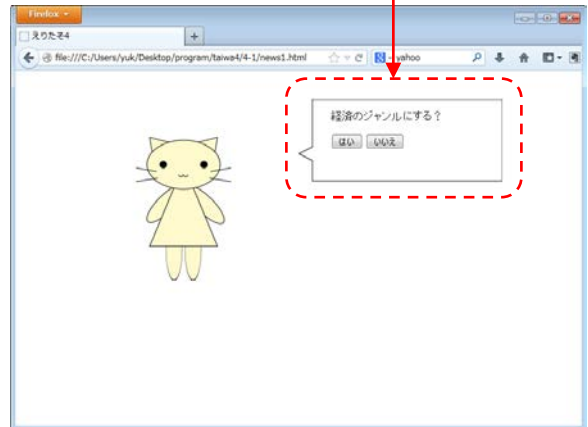 Firefox
えりたそ4
file:///C:/Users/yuk/Desktop/program/taiwa4/4-1/news1.html
yahoo
経済のジャンルにする？
はい いいえ